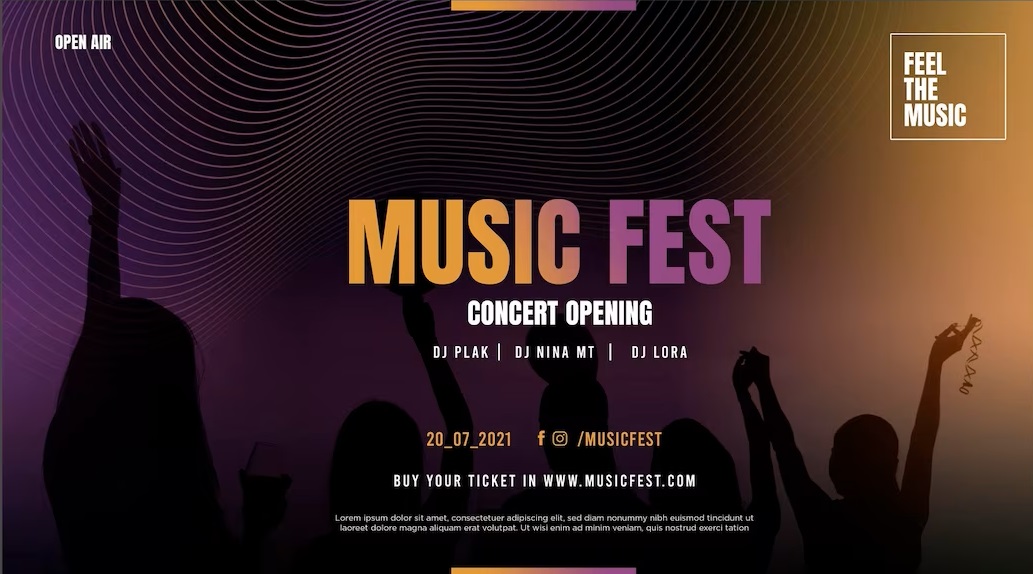 OPEN AIR
FEEL
THE
MUSIC
MUSIC FEST
CONCERT OPENING
DJ PLAK | DJ NINA MT | DJ LORA
20_07_2021 f /MUSICFEST
BUY YOUR TICKET IN WWW.MUSICFEST.COM
Lorem ipsum dolor sit amet, consectetuer adipiscing elit, sed diam nonummy nibh euismod tincidunt ut
laoreet dolore magna aliquam erat volutpat. Ut wisi enim ad minim veniam, quis nostrud exerci tation